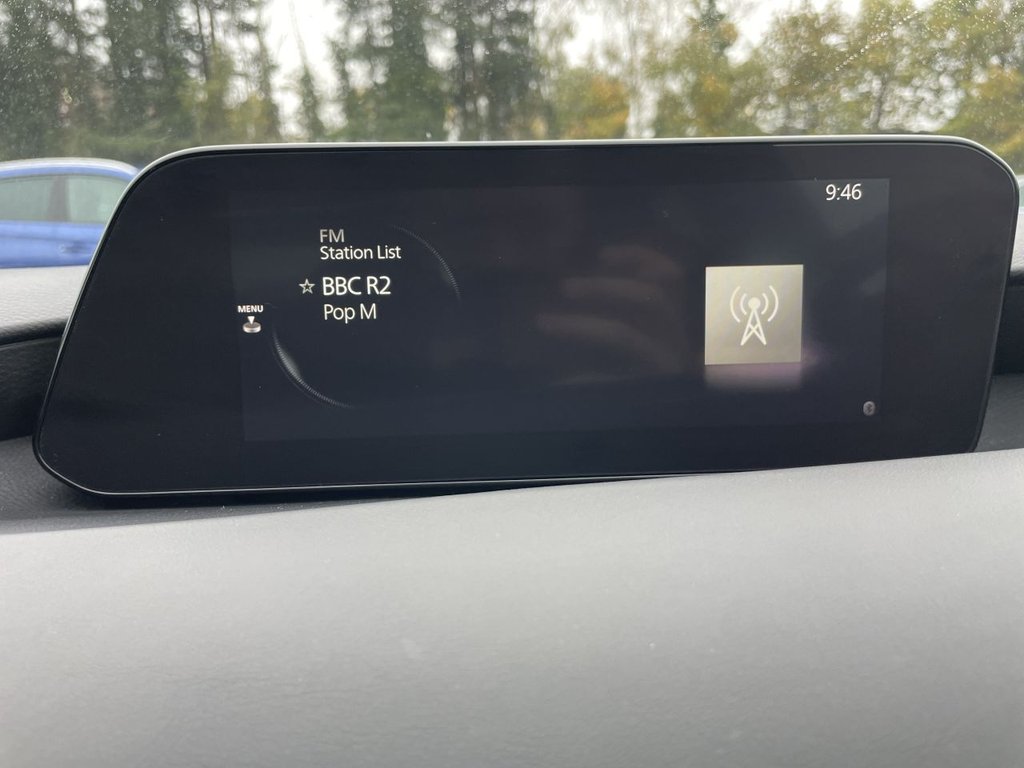 9:46
FM
Station List
☆ BBC R2
Pop M
MENU